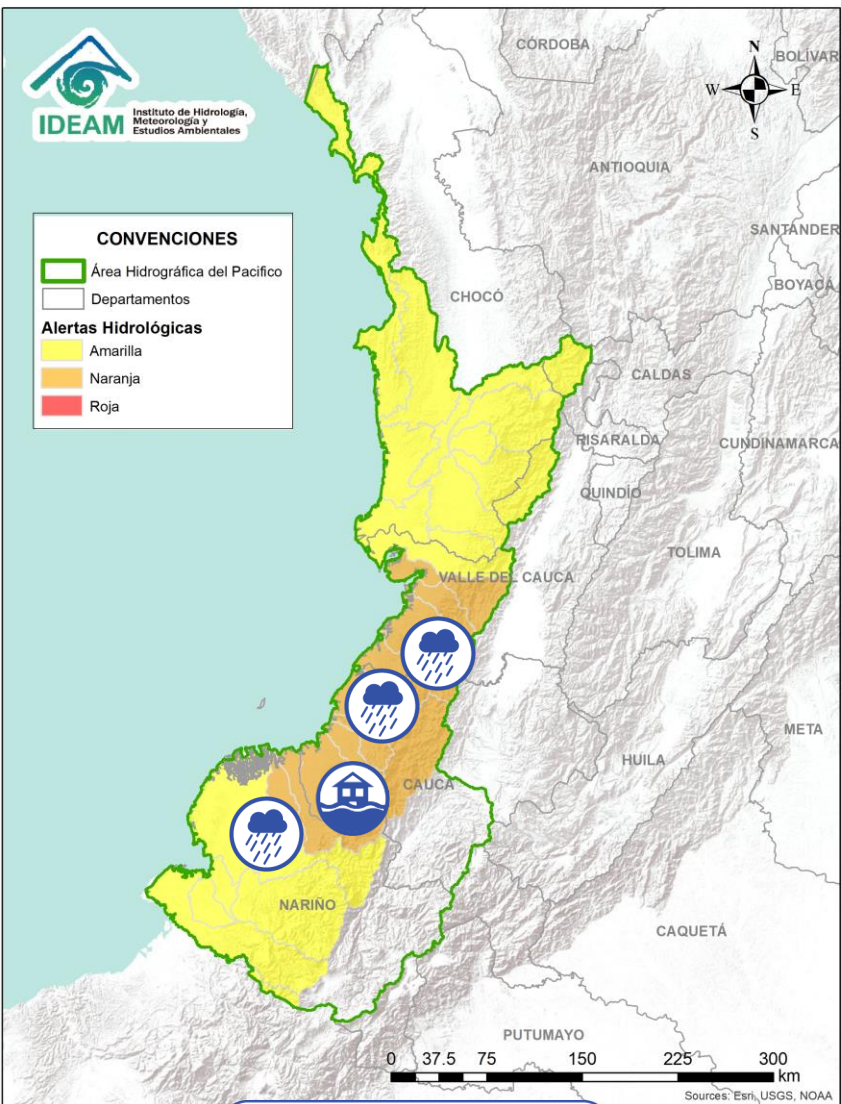 IDEAM
Instituto de Hidrología,
Meteorología y
Estudios Ambientales
CÓRDOBA
BOLÍVAR
N
W
E
S
ANTIOQUIA
SANTANDER
BOYACÁ
CONVENCIONES
Área Hidrográfica del Pacifico
Departamentos
Alertas Hidrológicas
Amarilla
Naranja
Roja
CHOCÓ
CALDAS
RISARALDA
CUNDINAMARCA
QUINDÍO
TOLIMA
VALLE DEL CAUCA
META
HUILA
CAUCA
NARIÑO
CAQUETÁ
PUTUMAYO
0 37.5 75 150 225 300
km
Sources: Esri, USGS, NOAA